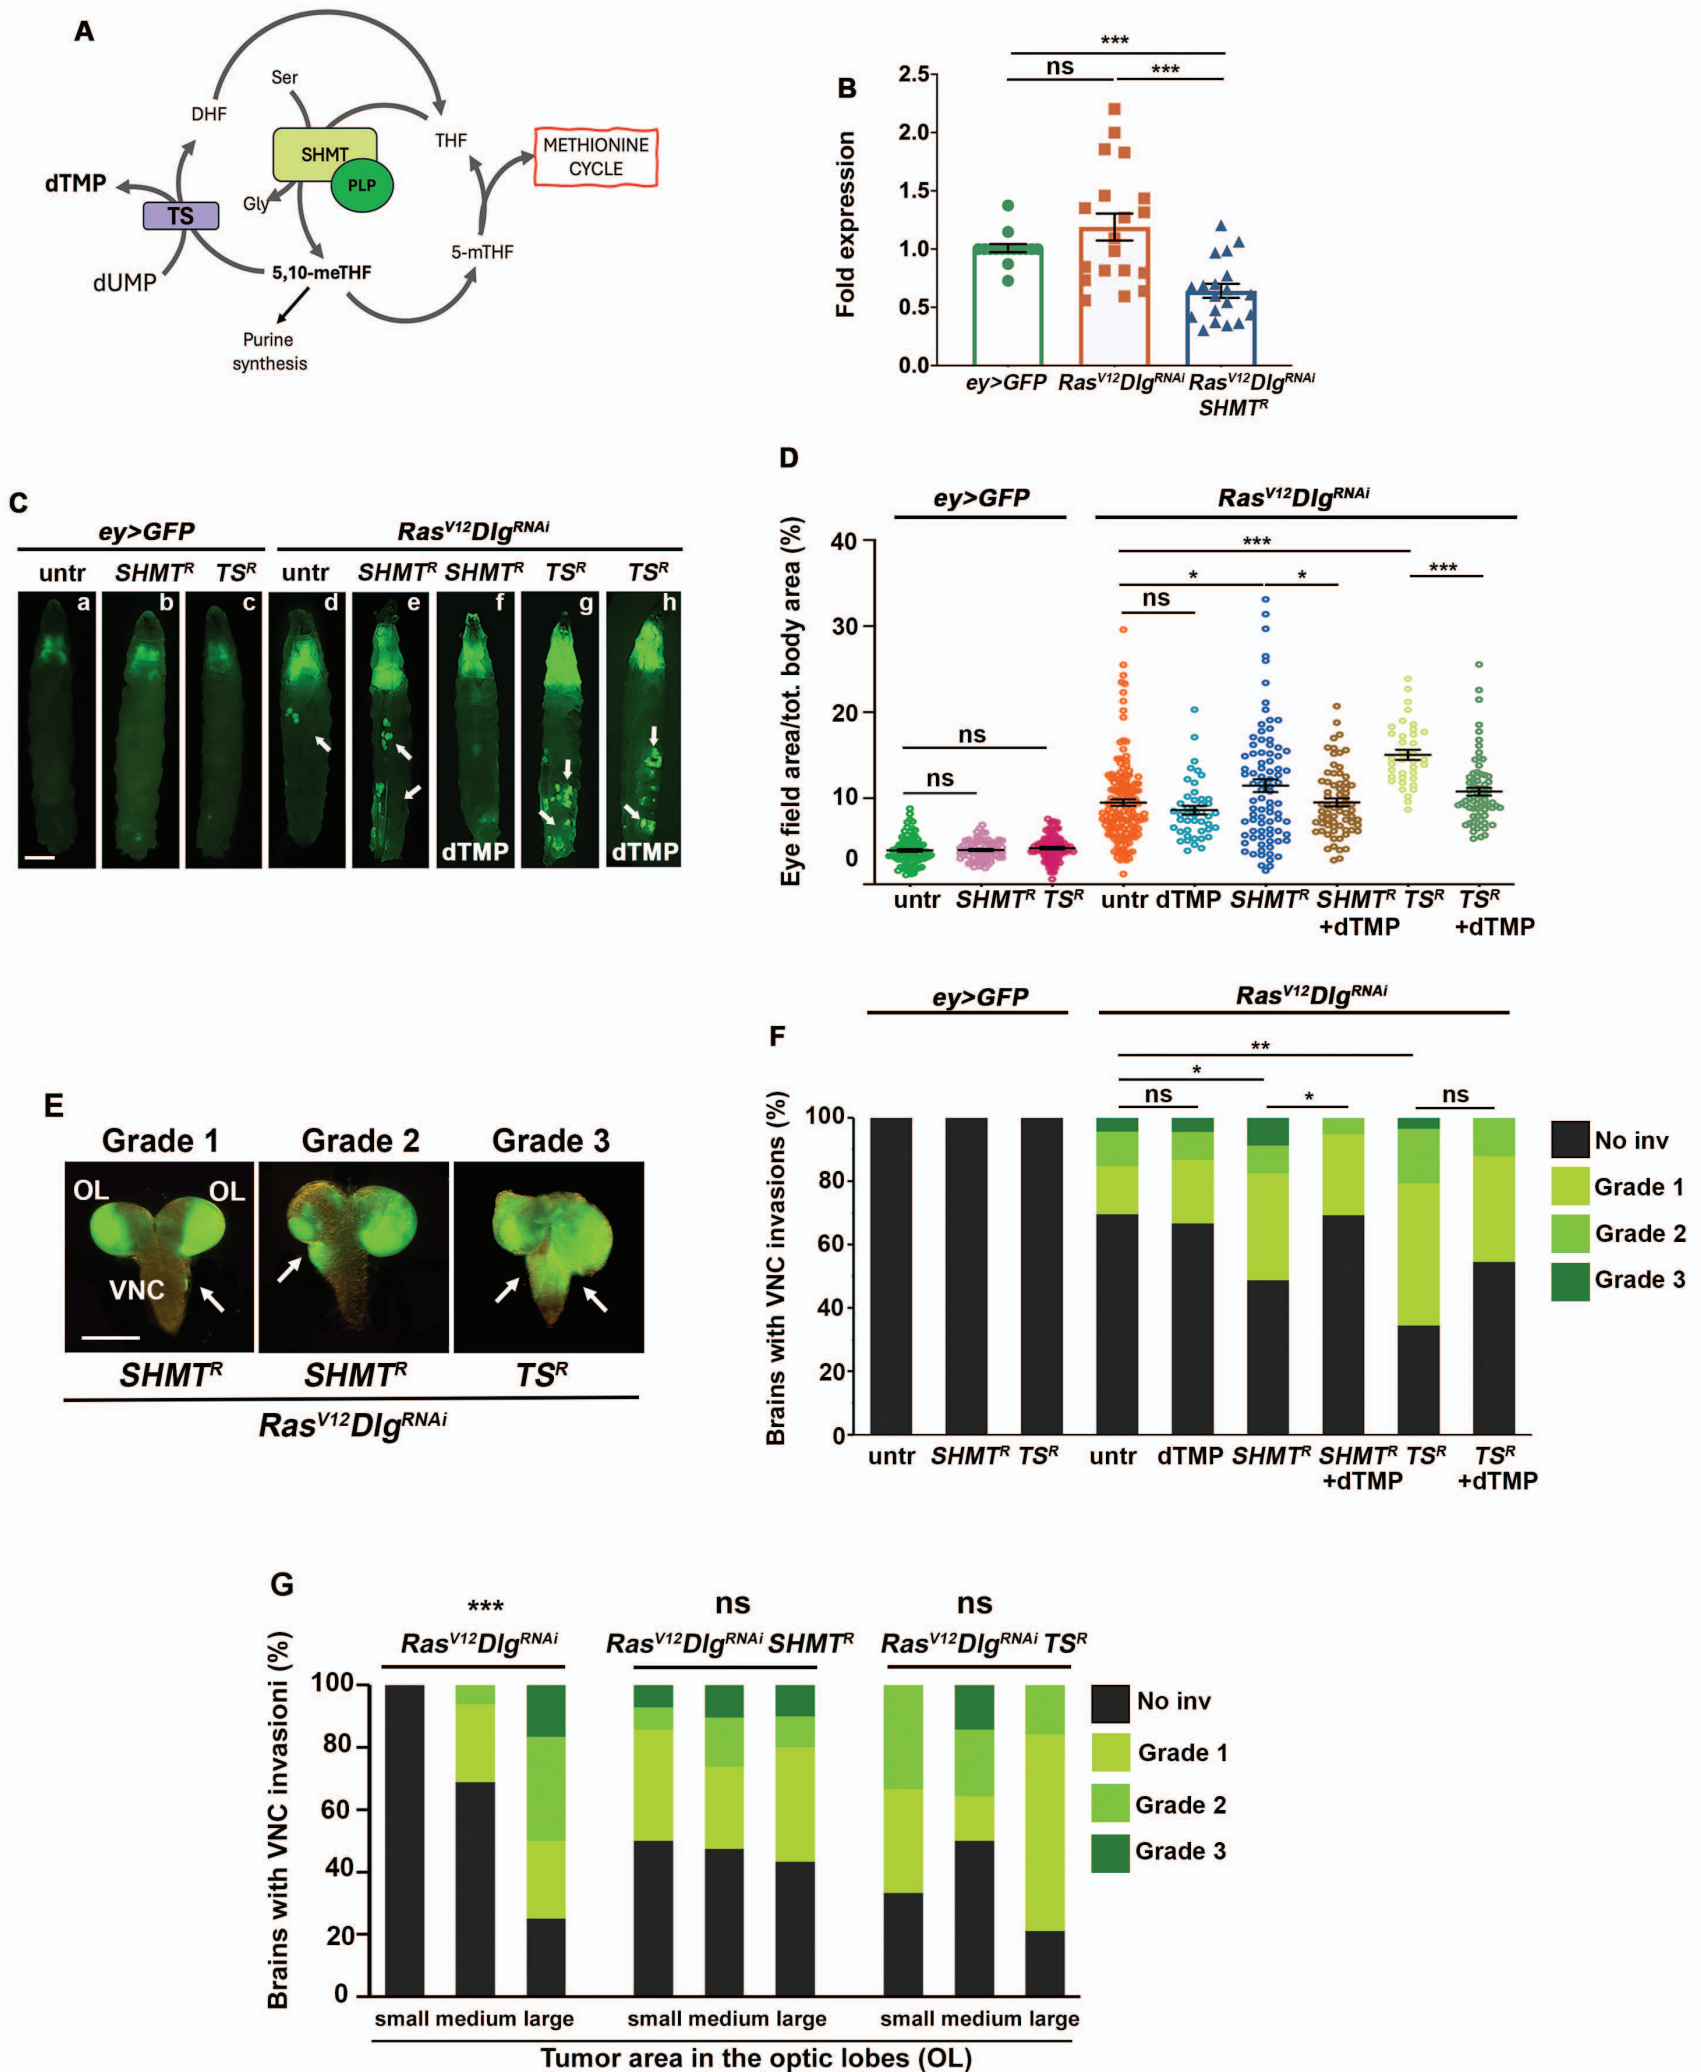 A
Ser
DHF
THF
SHMT
PLP
METHIONINE
CYCLE
dTMP
TS
Gly
5-mTHF
dUMP
5,10-meTHF
Purine
synthesis
B
***
ns ***
Fold expression
2.5
2.0
1.5
1.0
0.5
0.0
ey>GFP RasV12DlgRNAi RasV12DlgRNAi
SHMTR
C
ey>GFP RasV12DlgRNAi
untr SHMTR TSR untr SHMTR SHMTR TSR TSR
a b c d e f g h
dTMP dTMP
D
ey>GFP RasV12DlgRNAi
Eye field area/tot. body area (%)
40
30
20
10
0
***
* * ***
ns
ns
ns
untr SHMTR TSR untr dTMP SHMTR SHMTR TSR TSR
+dTMP +dTMP
E
Grade 1 Grade 2 Grade 3
OL OL
VNC
SHMTR SHMTR TSR
RasV12DlgRNAi
F
ey>GFP RasV12DlgRNAi
**
*
ns * ns
Brains with VNC invasions (%)
100
80
60
40
20
0
No inv
Grade 1
Grade 2
Grade 3
untr SHMTR TSR untr dTMP SHMTR SHMTR TSR TSR
+dTMP +dTMP
G
*** ns ns
RasV12DlgRNAi RasV12DlgRNAi SHMTR RasV12DlgRNAi TSR
Brains with VNC invasioni (%)
100
80
60
40
20
0
No inv
Grade 1
Grade 2
Grade 3
small medium large small medium large small medium large
Tumor area in the optic lobes (OL)